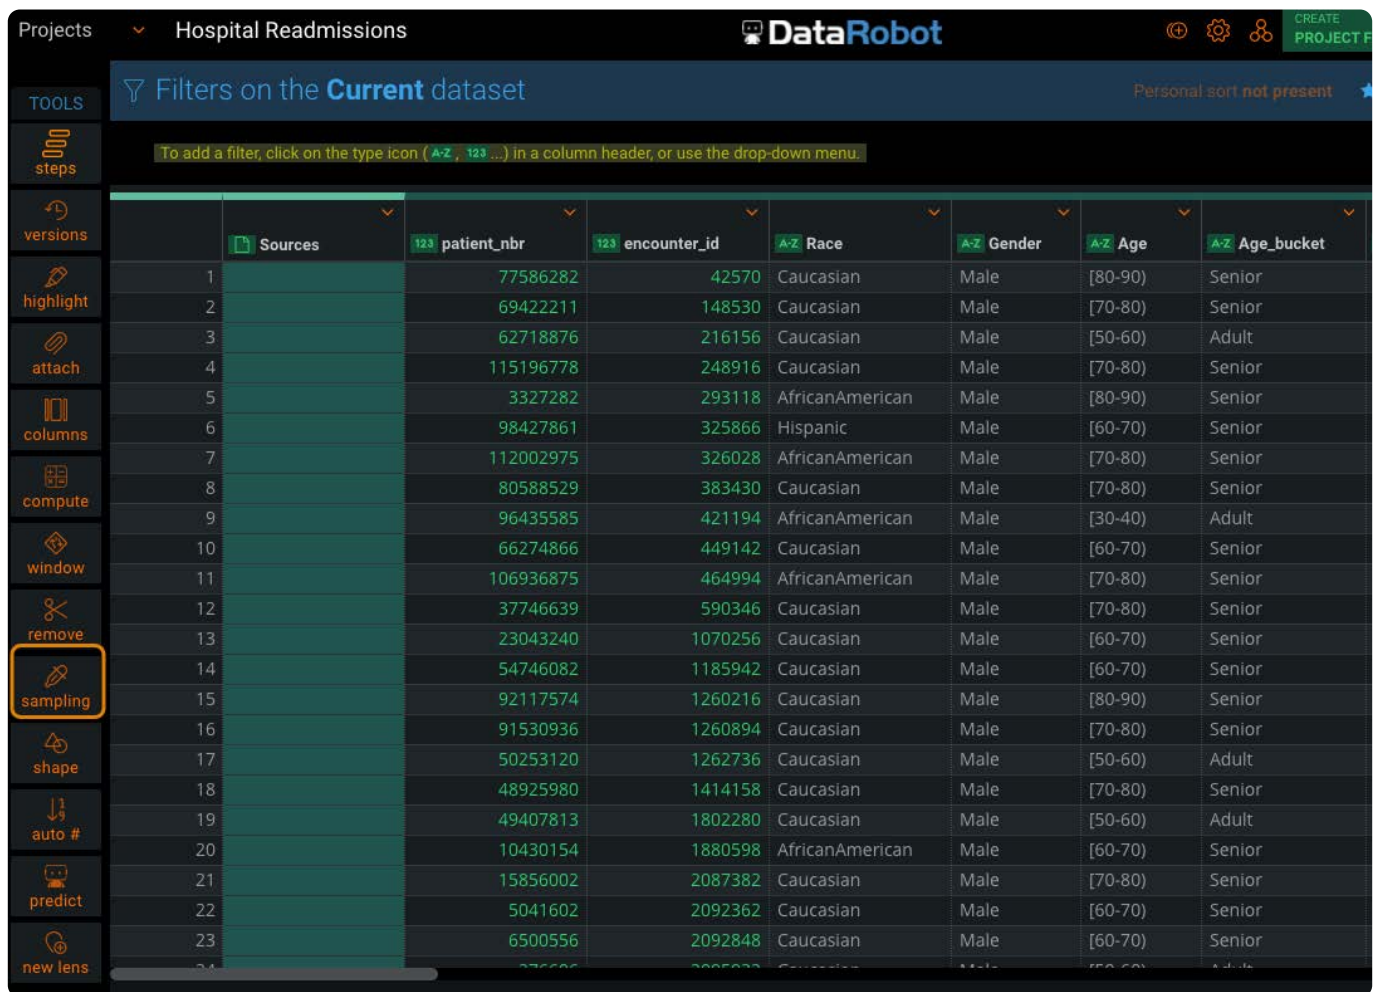 Projects Hospital Readmissions DataRobot CREATE
PROJECT F
TOOLS Filters on the Current dataset Personal sort not present
steps To add a filter, click on the type icon ( A-Z , 123 ...) in a column header, or use the drop-down menu.
versions
highlight
attach
columns
compute
window
remove
sampling
shape
auto #
predict
new lens
Sources 123 patient_nbr 123 encounter_id A-Z Race A-Z Gender A-Z Age A-Z Age_bucket
1 77586282 42570 Caucasian Male [80-90) Senior
2 69422211 148530 Caucasian Male [70-80) Senior
3 62718876 216156 Caucasian Male [50-60) Adult
4 115196778 248916 Caucasian Male [70-80) Senior
5 3327282 293118 AfricanAmerican Male [80-90) Senior
6 98427861 325866 Hispanic Male [60-70) Senior
7 112002975 326028 AfricanAmerican Male [70-80) Senior
8 80588529 383430 Caucasian Male [70-80) Senior
9 96435585 421194 AfricanAmerican Male [30-40) Adult
10 66274866 449142 Caucasian Male [60-70) Senior
11 106936875 464994 AfricanAmerican Male [70-80) Senior
12 37746639 590346 Caucasian Male [70-80) Senior
13 23043240 1070256 Caucasian Male [60-70) Senior
14 54746082 1185942 Caucasian Male [60-70) Senior
15 92117574 1260216 Caucasian Male [80-90) Senior
16 91530936 1260894 Caucasian Male [70-80) Senior
17 50253120 1262736 Caucasian Male [50-60) Adult
18 48925980 1414158 Caucasian Male [70-80) Senior
19 49407813 1802280 Caucasian Male [50-60) Adult
20 10430154 1880598 AfricanAmerican Male [60-70) Senior
21 15856002 2087382 Caucasian Male [70-80) Senior
22 5041602 2092362 Caucasian Male [60-70) Senior
23 6500556 2092848 Caucasian Male [60-70) Senior